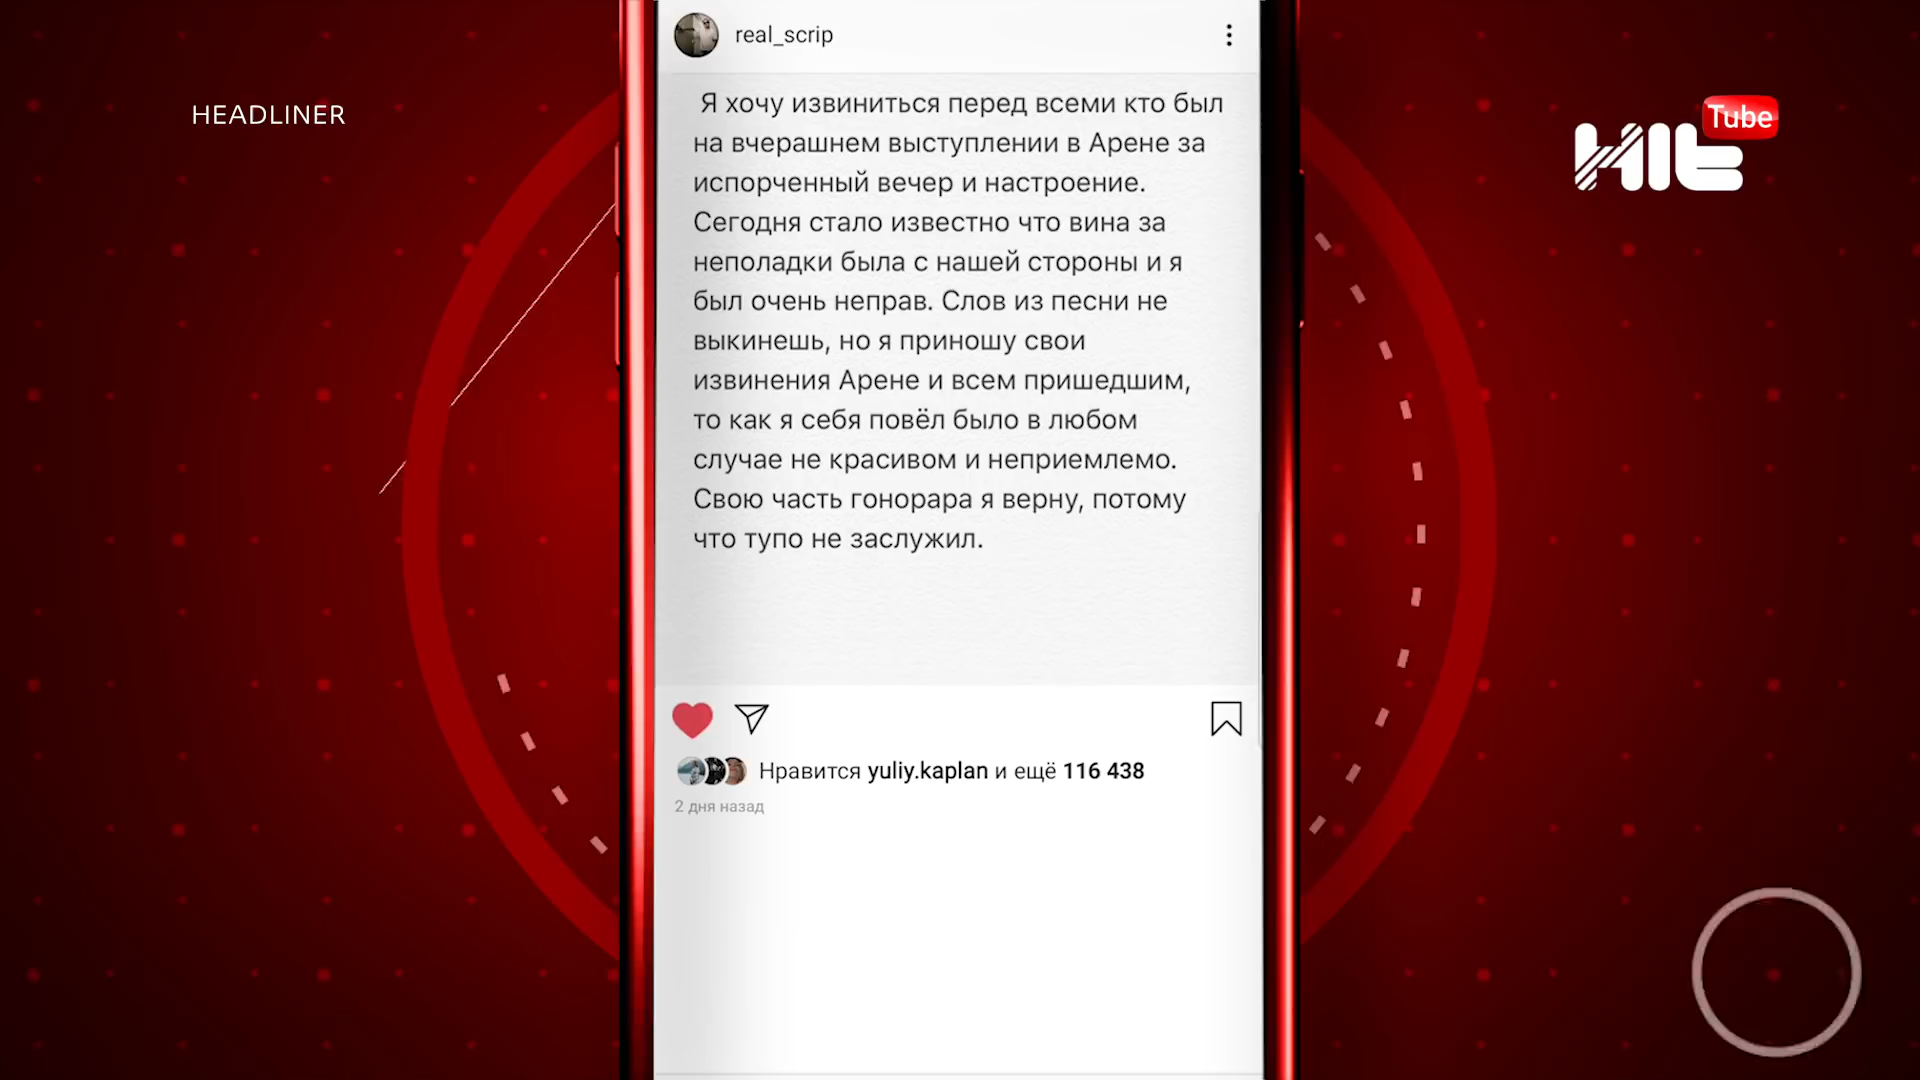 HEADLINER
Tube
HIt
real_scrip
Я хочу извиниться перед всеми кто был
на вчерашнем выступлении в Арене за
испорченный вечер и настроение.
Сегодня стало известно что вина за
неполадки была с нашей стороны и я
был очень неправ. Слов из песни не
выкинешь, но я приношу свои
извинения Арене и всем пришедшим,
то как я себя повёл было в любом
случае не красивом и неприемлемо.
Свою часть гонорара я верну, потому
что тупо не заслужил.
Нравится yuliy.kaplan и ещё 116 438
2 дня назад